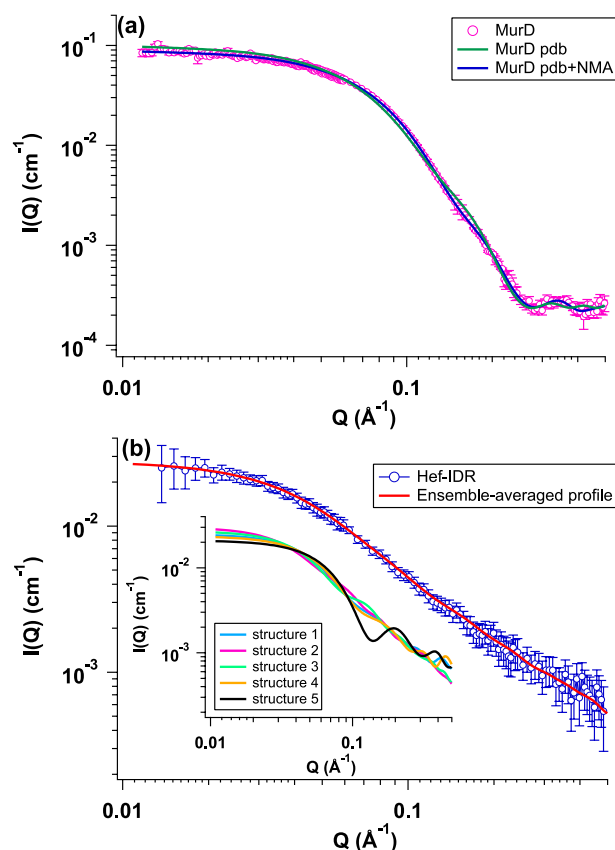 (a)
MurD
MurD pdb
MurD pdb+NMA
10⁻¹
10⁻²
10⁻³
10⁻⁴
I(Q) (cm⁻¹)
0.01
0.1
Q (Å⁻¹)
(b)
Hef-IDR
Ensemble-averaged profile
10⁻²
10⁻³
I(Q) (cm⁻¹)
10⁻²
10⁻³
I(Q) (cm⁻¹)
structure 1
structure 2
structure 3
structure 4
structure 5
0.01
0.1
Q (Å⁻¹)
0.01
0.1
Q (Å⁻¹)